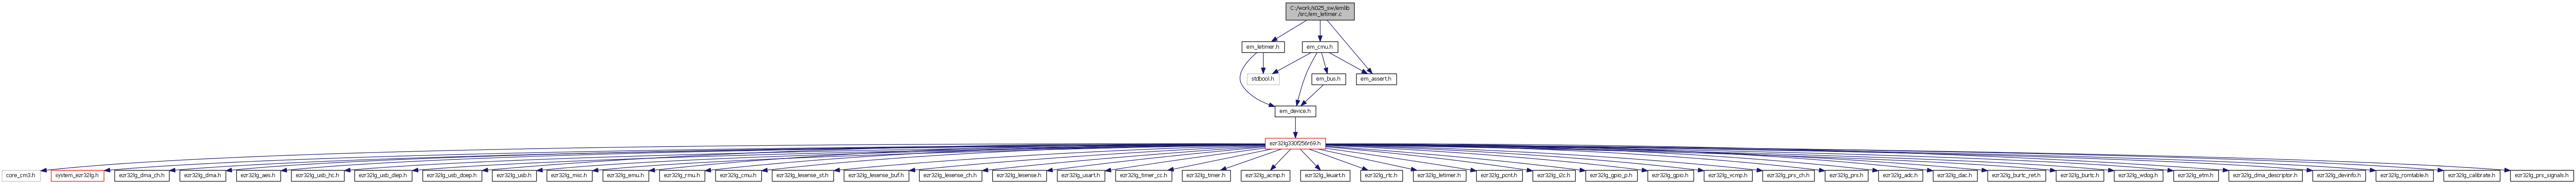 C:/work/s025_sw/emlib
/src/em_letimer.c
em_letimer.h
em_cmu.h
stdbool.h
em_bus.h
em_assert.h
em_device.h
ezr32lg330f256r69.h
core_cm3.h
system_ezr32lg.h
ezr32lg_dma_ch.h
ezr32lg_dma.h
ezr32lg_aes.h
ezr32lg_usb_hc.h
ezr32lg_usb_diep.h
ezr32lg_usb_doep.h
ezr32lg_usb.h
ezr32lg_msc.h
ezr32lg_emu.h
ezr32lg_rmu.h
ezr32lg_cmu.h
ezr32lg_lesense_st.h
ezr32lg_lesense_buf.h
ezr32lg_lesense_ch.h
ezr32lg_lesense.h
ezr32lg_usart.h
ezr32lg_timer_cc.h
ezr32lg_timer.h
ezr32lg_acmp.h
ezr32lg_leuart.h
ezr32lg_rtc.h
ezr32lg_letimer.h
ezr32lg_pcnt.h
ezr32lg_i2c.h
ezr32lg_gpio_p.h
ezr32lg_gpio.h
ezr32lg_vcmp.h
ezr32lg_prs_ch.h
ezr32lg_prs.h
ezr32lg_adc.h
ezr32lg_dac.h
ezr32lg_burtc_ret.h
ezr32lg_burtc.h
ezr32lg_wdog.h
ezr32lg_etm.h
ezr32lg_dma_descriptor.h
ezr32lg_devinfo.h
ezr32lg_romtable.h
ezr32lg_calibrate.h
ezr32lg_prs_signals.h